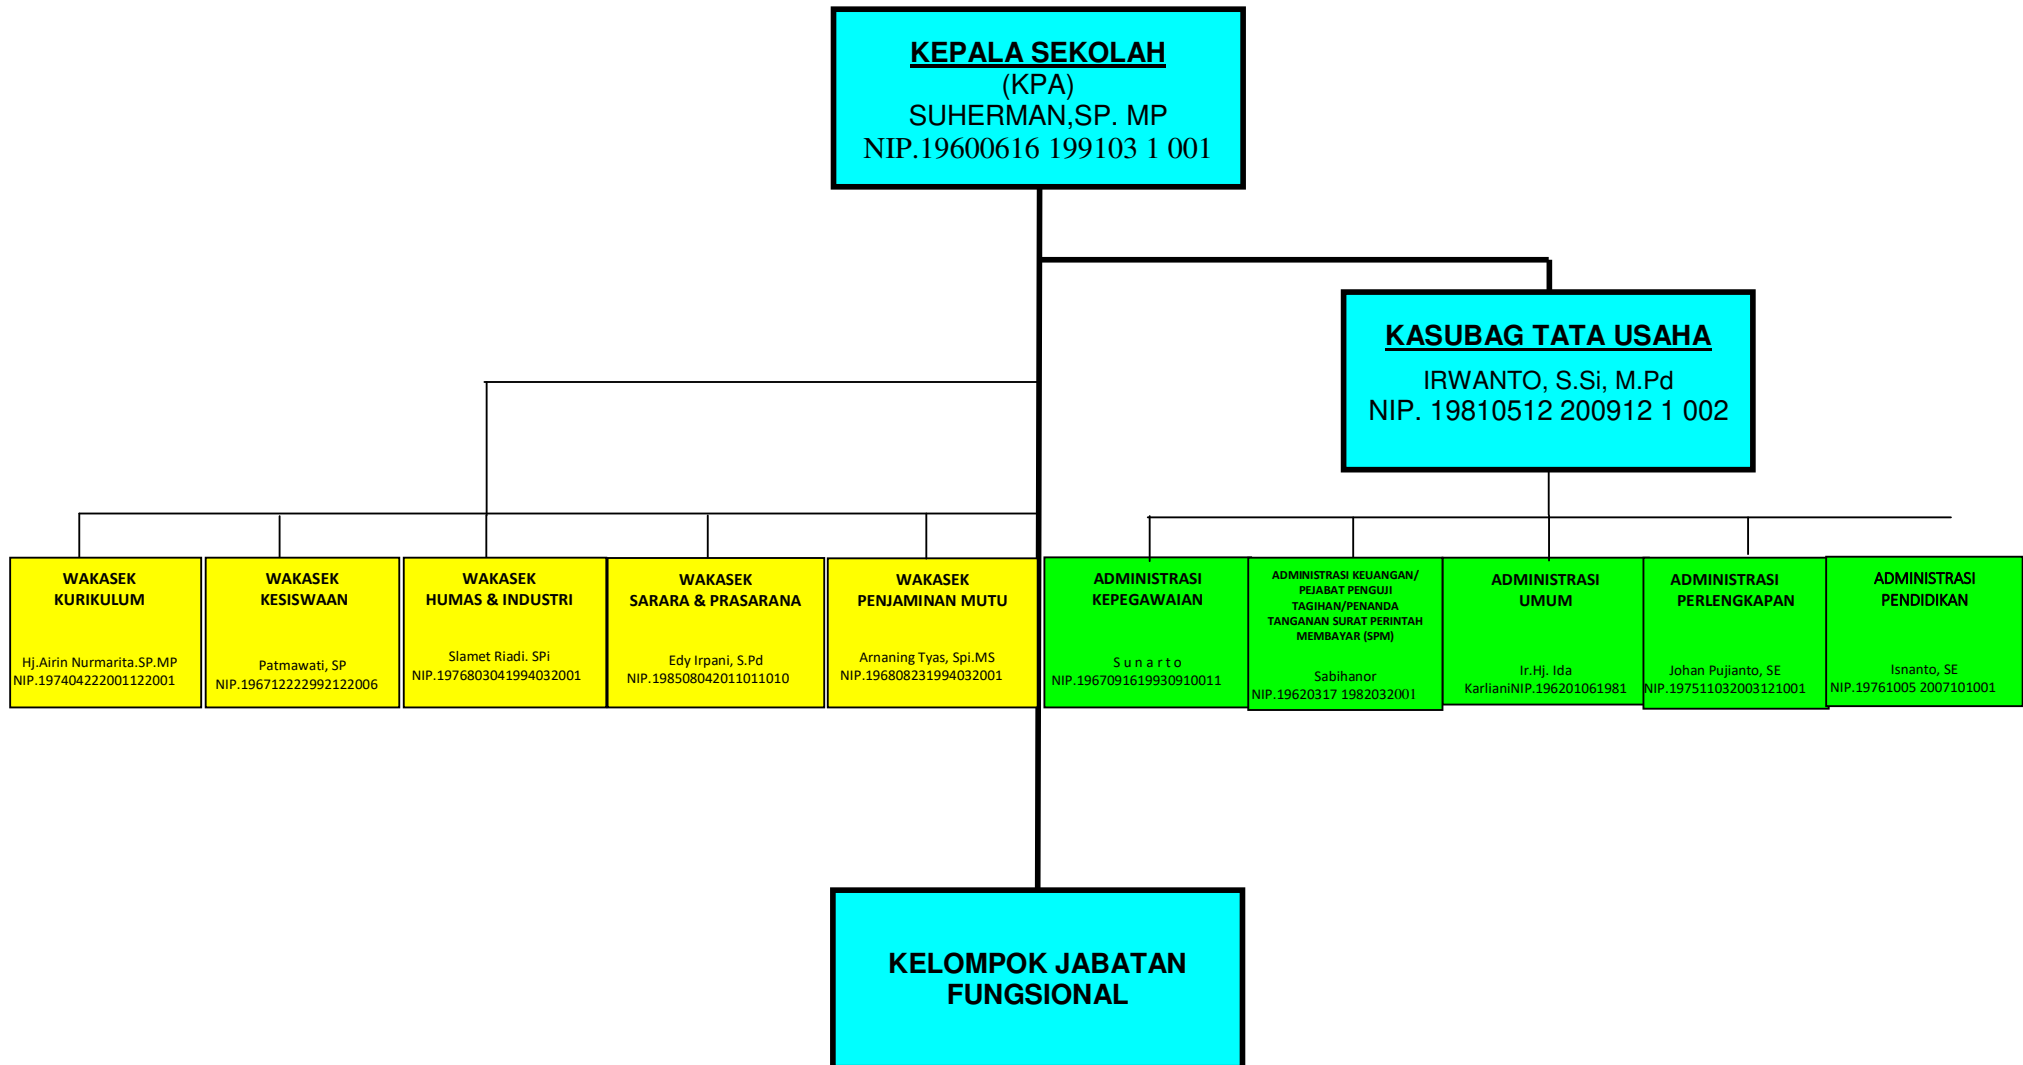 KEPALA SEKOLAH
(KPA)
SUHERMAN,SP. MP
NIP.19600616 199103 1 001
KASUBAG TATA USAHA
IRWANTO, S.Si, M.Pd
NIP. 19810512 200912 1 002
WAKASEK
KURIKULUM
Hj.Airin Nurmarita.SP.MP
NIP.197404222001122001
WAKASEK
KESISWAAN
Patmawati, SP
NIP.196712222992122006
WAKASEK
HUMAS & INDUSTRI
Slamet Riadi. SPi
NIP.1976803041994032001
WAKASEK
SARARA & PRASARANA
Edy Irpani, S.Pd
NIP.198508042011011010
WAKASEK
PENJAMINAN MUTU
Arnaning Tyas, Spi.MS
NIP.196808231994032001
ADMINISTRASI
KEPEGAWAIAN
S u n a r t o
NIP.1967091619930910011
ADMINISTRASI KEUANGAN/
PEJABAT PENGUJI
TAGIHAN/PENANDA
TANGANAN SURAT PERINTAH
MEMBAYAR (SPM)
Sabihanor
NIP.19620317 1982032001
ADMINISTRASI
UMUM
Ir.Hj. Ida
KarlianiNIP.196201061981
ADMINISTRASI
PERLENGKAPAN
Johan Pujianto, SE
NIP.197511032003121001
ADMINISTRASI
PENDIDIKAN
Isnanto, SE
NIP.19761005 2007101001
KELOMPOK JABATAN
FUNGSIONAL